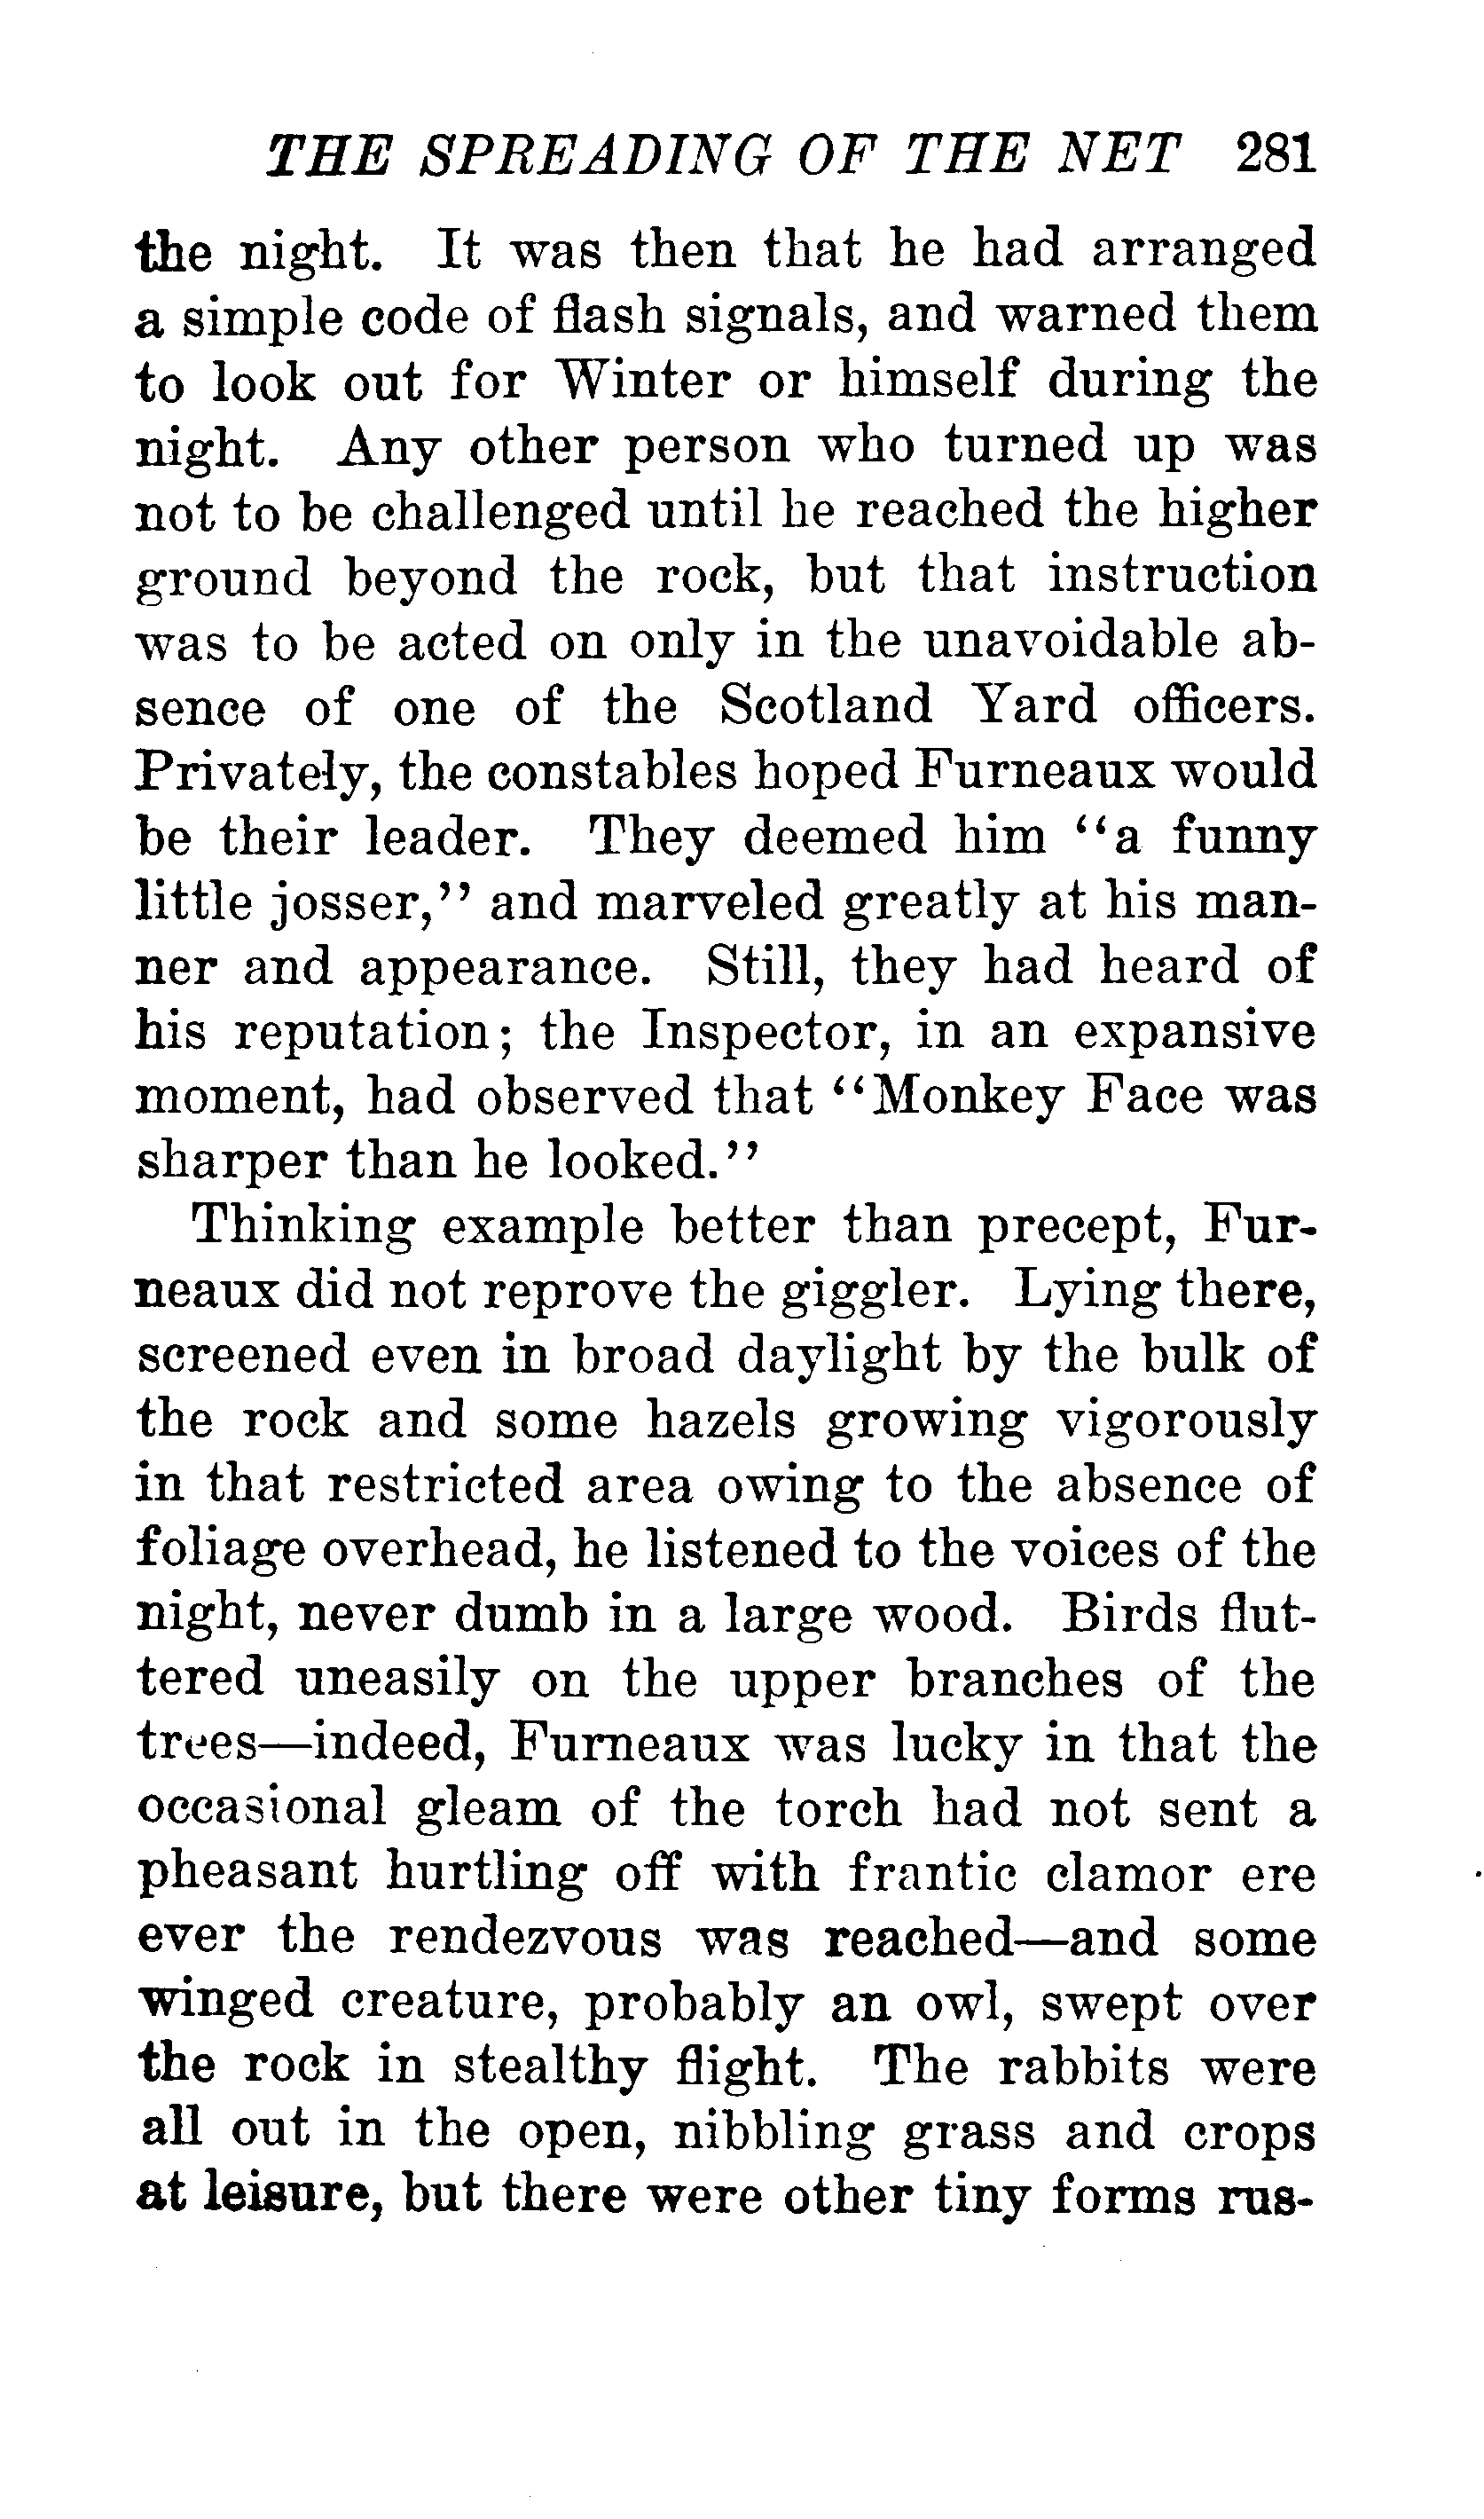 THE SPREADING OF THE NET 281
the night. It was then that he had arranged
a simple code of flash signals, and warned them
to look out for Winter or himself during the
night. Any other person who turned up was
not to be challenged until he reached the higher
ground beyond the rock, but that instruction
was to be acted on only in the unavoidable ab-
sence of one of the Scotland Yard officers.
Privately, the constables hoped Furneaux would
be their leader. They deemed him "a funny
little josser," and marveled greatly at his man-
ner and appearance. Still, they had heard of
his reputation; the Inspector, in an expansive
moment, had observed that "Monkey Face was
sharper than he looked."
Thinking example better than precept, Fur-
neaux did not reprove the giggler. Lying there,
screened even in broad daylight by the bulk of
the rock and some hazels growing vigorously
in that restricted area owing to the absence of
foliage overhead, he listened to the voices of the
night, never dumb in a large wood. Birds flut-
tered uneasily on the upper branches of the
trees—indeed, Furneaux was lucky in that the
occasional gleam of the torch had not sent a
pheasant hurtling off with frantic clamor ere
ever the rendezvous was reached—and some
winged creature, probably an owl, swept over
the rock in stealthy flight. The rabbits were
all out in the open, nibbling grass and crops
at leisure, but there were other tiny forms rus-